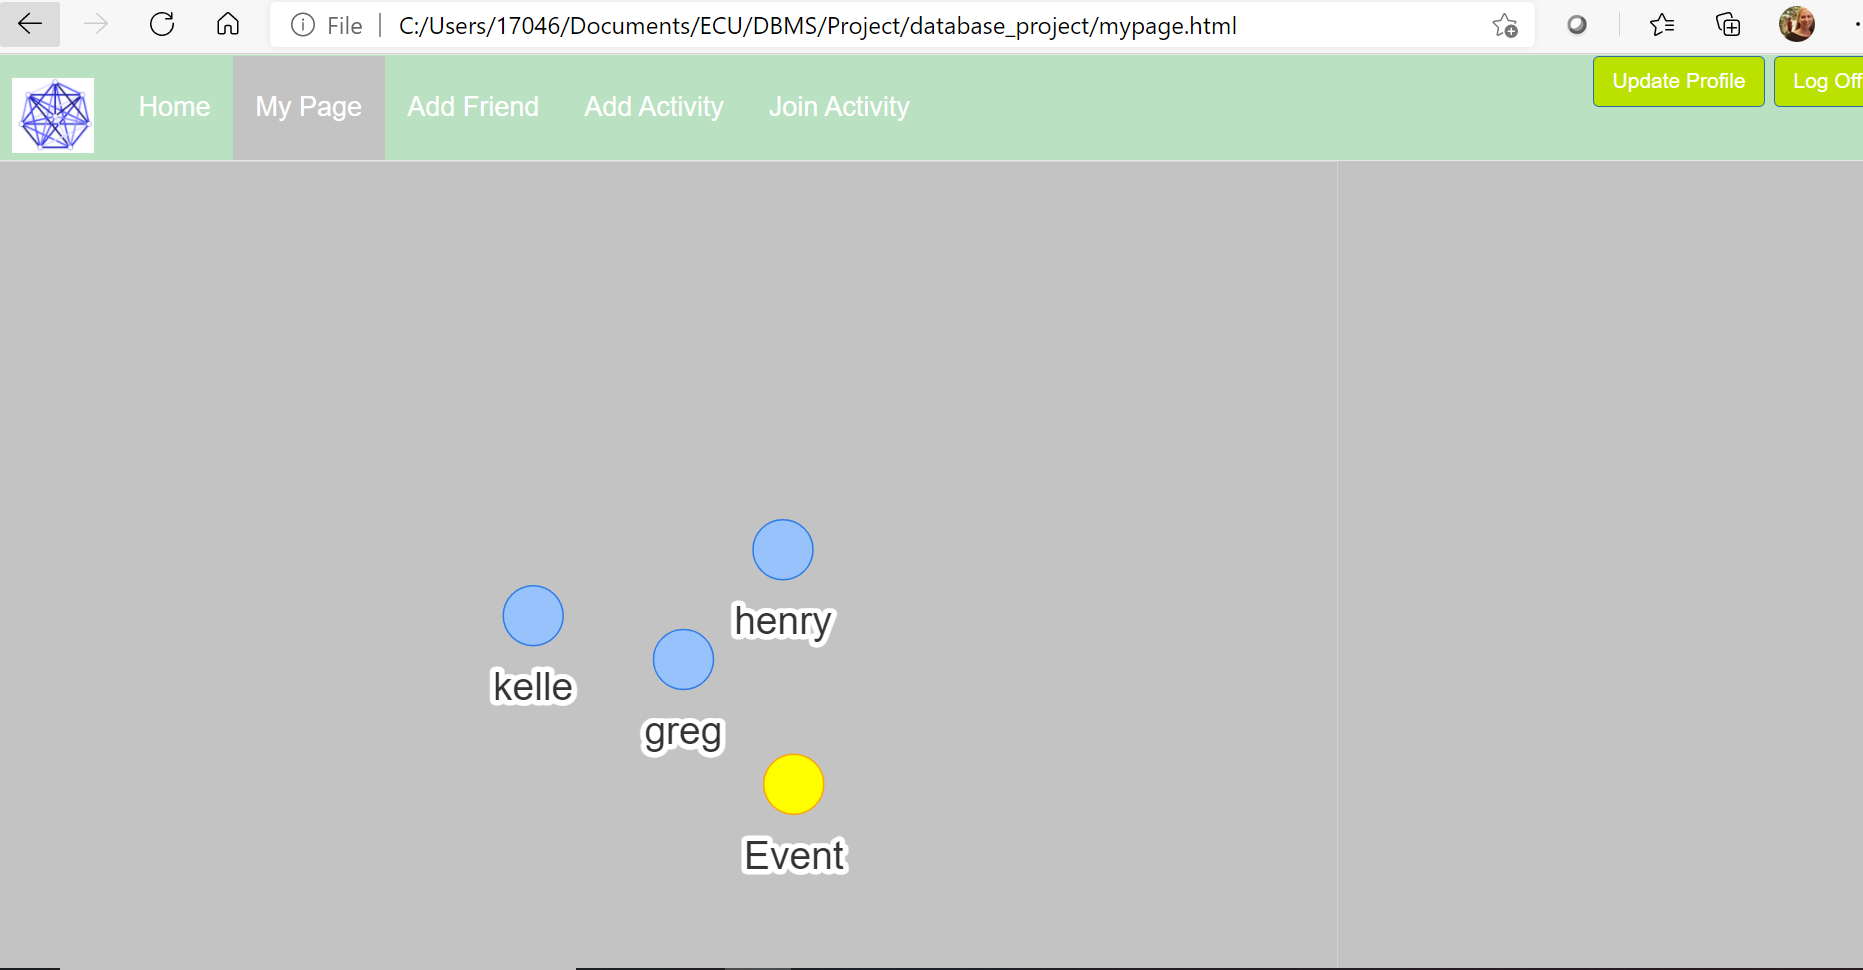 File C:/Users/17046/Documents/ECU/DBMS/Project/database_project/mypage.html
Home My Page Add Friend Add Activity Join Activity Update Profile Log Off
henry
kelle
greg
Event